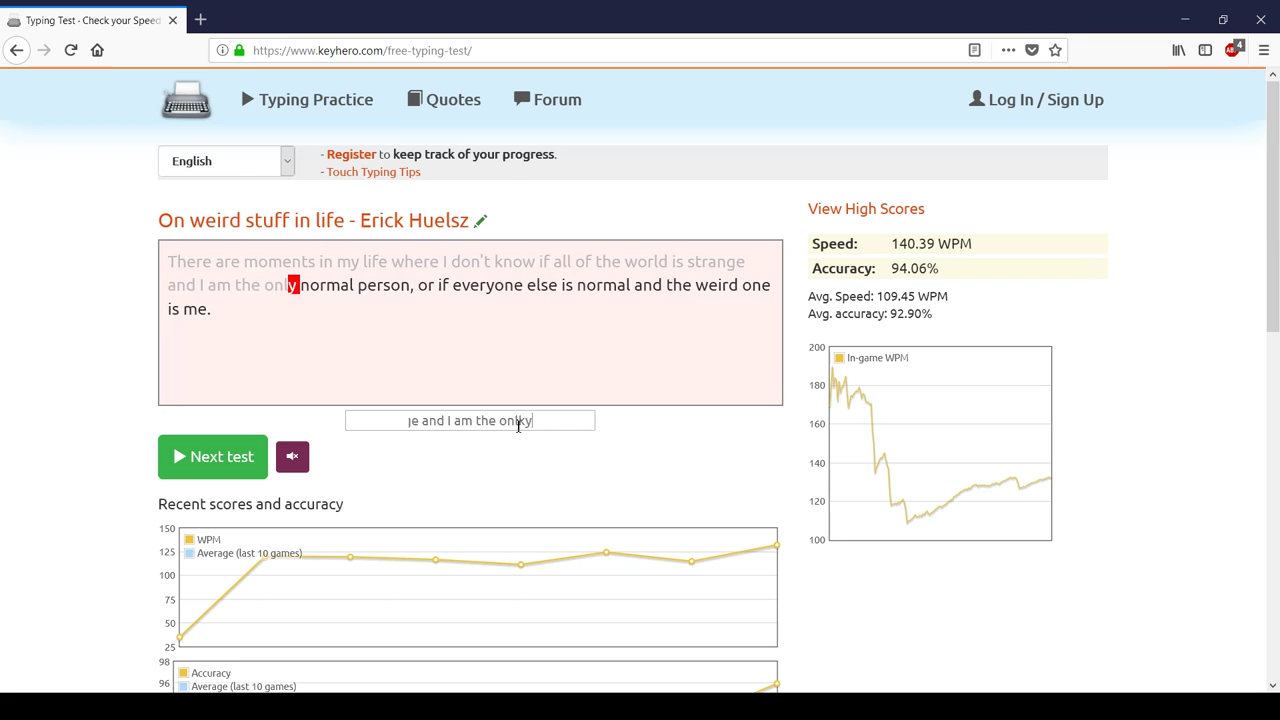 Typing Test - Check your Speed
https://www.keyhero.com/free-typing-test/
4
Typing Practice
Quotes
Forum
Log In / Sign Up
English
- Register to keep track of your progress.
- Touch Typing Tips
On weird stuff in life - Erick Huelsz
There are moments in my life where I don't know if all of the world is strange
and I am the only normal person, or if everyone else is normal and the weird one
is me.
ge and I am the onlky
Next test
Recent scores and accuracy
150
125
100
75
50
25
WPM
Average (last 10 games)
98
96
Accuracy
Average (last 10 games)
View High Scores
Speed: 140.39 WPM
Accuracy: 94.06%
Avg. Speed: 109.45 WPM
Avg. accuracy: 92.90%
200
180
160
140
120
100
In-game WPM